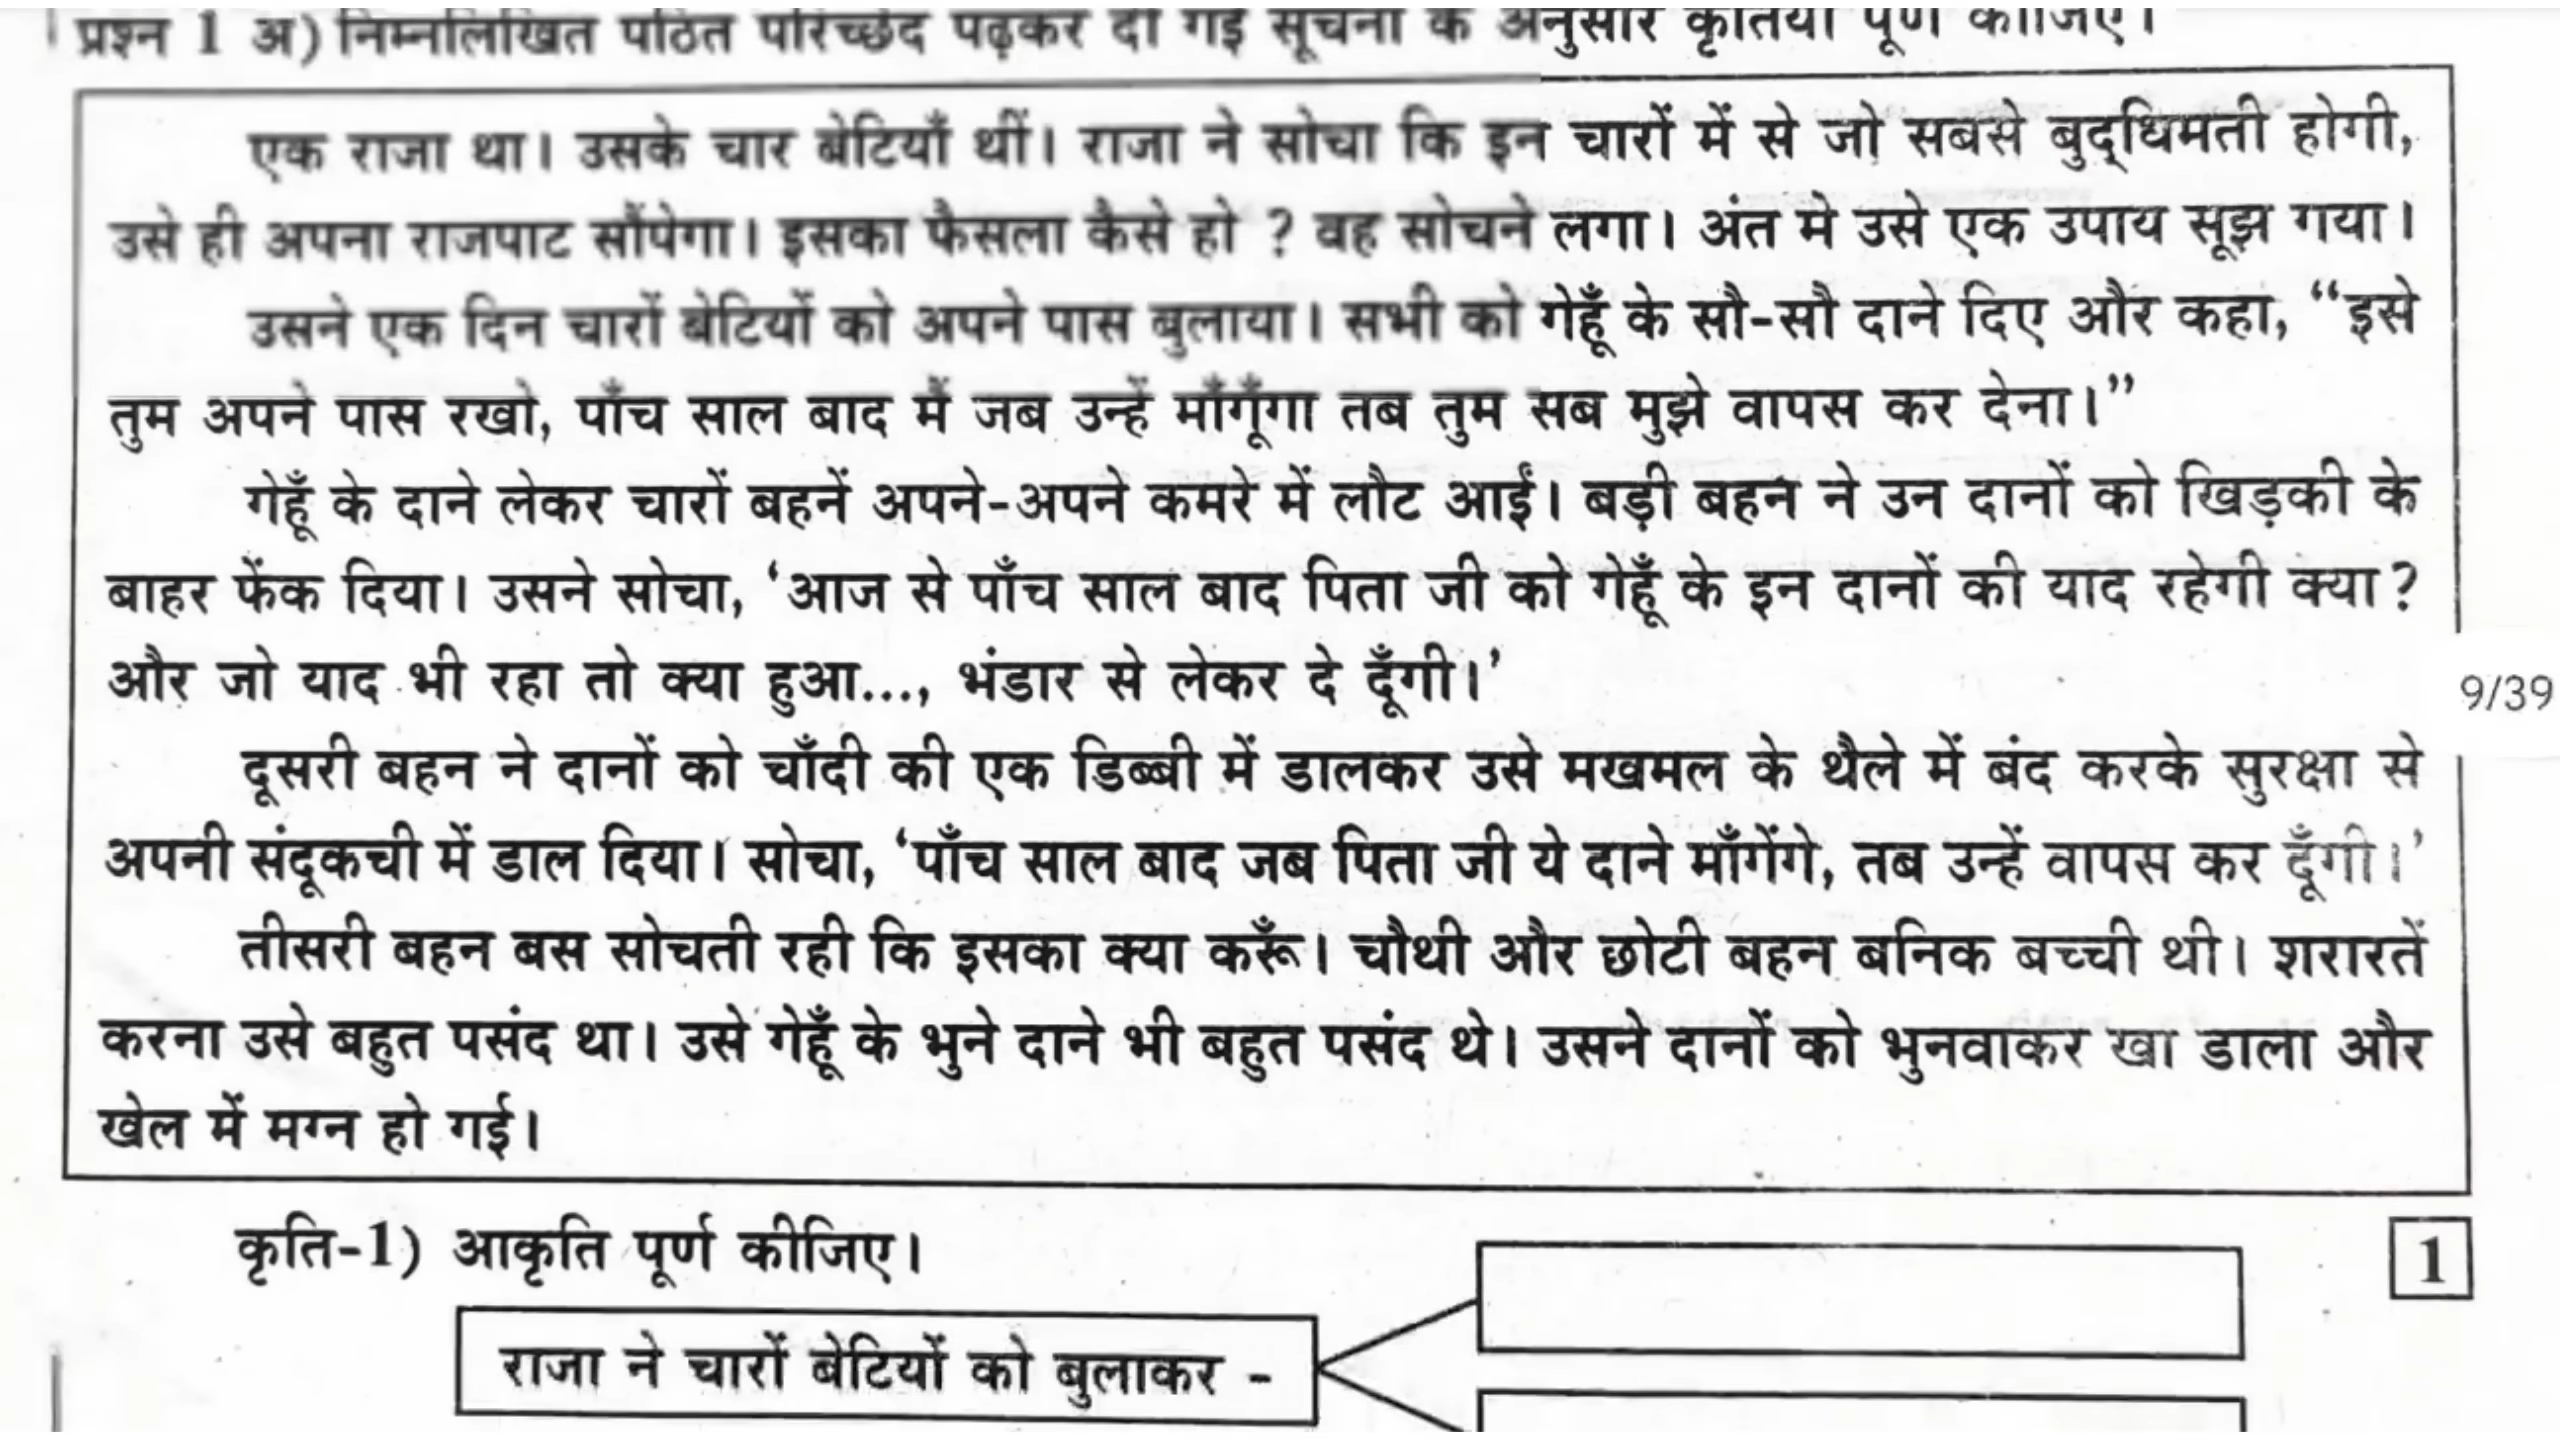 प्रश्न 1 अ) निम्नलिखित पठित परिच्छेद पढ़कर दी गई सूचना के अनुसार कृतियाँ पूर्ण कीजिए।
एक राजा था। उसके चार बेटियाँ थीं। राजा ने सोचा कि इन चारों में से जो सबसे बुद्धिमती होगी,
उसे ही अपना राजपाट सौंपेगा। इसका फैसला कैसे हो ? वह सोचने लगा। अंत मे उसे एक उपाय सूझ गया।
उसने एक दिन चारों बेटियों को अपने पास बुलाया। सभी को गेहूँ के सौ-सौ दाने दिए और कहा, “इसे
तुम अपने पास रखो, पाँच साल बाद मैं जब उन्हें माँगूँगा तब तुम सब मुझे वापस कर देना।”
गेहूँ के दाने लेकर चारों बहनें अपने-अपने कमरे में लौट आईं। बड़ी बहन ने उन दानों को खिड़की के
बाहर फेंक दिया। उसने सोचा, ‘आज से पाँच साल बाद पिता जी को गेहूँ के इन दानों की याद रहेगी क्या?
और जो याद भी रहा तो क्या हुआ..., भंडार से लेकर दे दूँगी।’
9/39
दूसरी बहन ने दानों को चाँदी की एक डिब्बी में डालकर उसे मखमल के थैले में बंद करके सुरक्षा से
अपनी संदूकची में डाल दिया। सोचा, ‘पाँच साल बाद जब पिता जी ये दाने माँगेंगे, तब उन्हें वापस कर दूँगी।’
तीसरी बहन बस सोचती रही कि इसका क्या करूँ। चौथी और छोटी बहन बनिक बच्ची थी। शरारतें
करना उसे बहुत पसंद था। उसे गेहूँ के भुने दाने भी बहुत पसंद थे। उसने दानों को भुनवाकर खा डाला और
खेल में मग्न हो गई।
कृति-1) आकृति पूर्ण कीजिए।
1
राजा ने चारों बेटियों को बुलाकर -